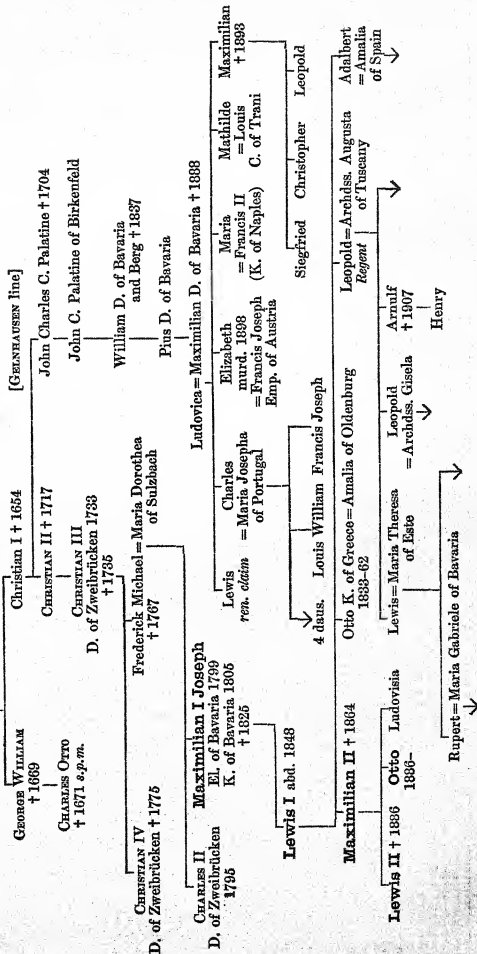 GEORGE WILLIAM
† 1669
Christian I † 1654
[GELNHAUSEN line]
CHARLES OTTO
† 1671 s.p.m.
CHRISTIAN II † 1717
John Charles C. Palatine † 1704
CHRISTIAN III
D. of Zweibrücken 1733
† 1735
John C. Palatine of Birkenfeld
CHRISTIAN IV
D. of Zweibrücken † 1775
Frederick Michael = Maria Dorothea
† 1767 of Sulzbach
William D. of Bavaria
and Berg † 1837
Pius D. of Bavaria
CHARLES II
D. of Zweibrücken
1795
Maximilian I Joseph
El. of Bavaria 1799
K. of Bavaria 1805
† 1825
Ludovica = Maximilian D. of Bavaria † 1888
Lewis
ren. claim
Charles
= Maria Josepha
of Portugal
Elizabeth
murd. 1898
= Francis Joseph
Emp. of Austria
Maria
= Francis II
(K. of Naples)
Mathilde
= Louis
C. of Trani
Maximilian
† 1893
Lewis I abd. 1848
4 daus. Louis William Francis Joseph
Siegfried Christopher Leopold
Maximilian II † 1864
Otto K. of Greece = Amalia of Oldenburg
1833–62
Leopold = Archdss. Augusta
Regent of Tuscany
Adalbert
= Amalia
of Spain
Lewis II † 1886
Otto
1886–
Ludovisia
Lewis = Maria Theresa
of Este
Leopold
= Archdss. Gisela
Arnulf
† 1907
Henry
Rupert = Maria Gabriele of Bavaria